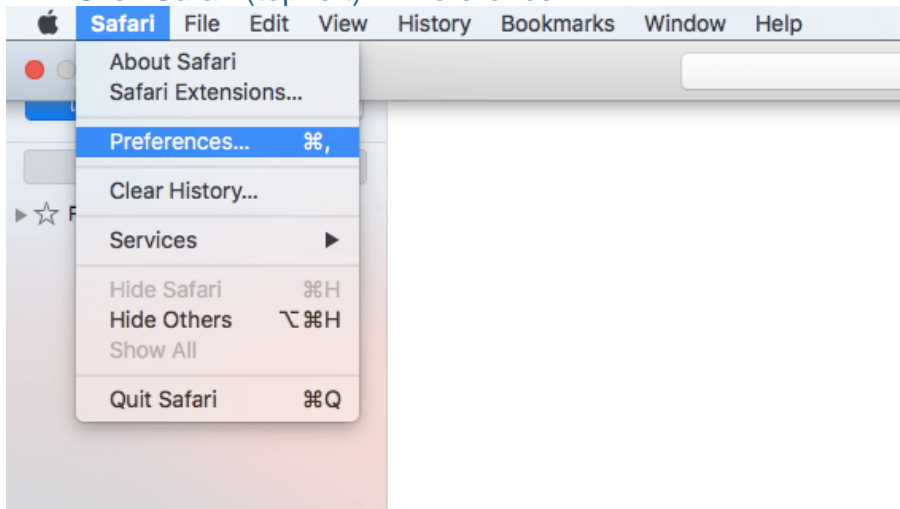 Safari File Edit View History Bookmarks Window Help
About Safari
Safari Extensions...
Preferences... ⌘,
Clear History...
Services ▶
Hide Safari ⌘H
Hide Others ⌥⌘H
Show All
Quit Safari ⌘Q